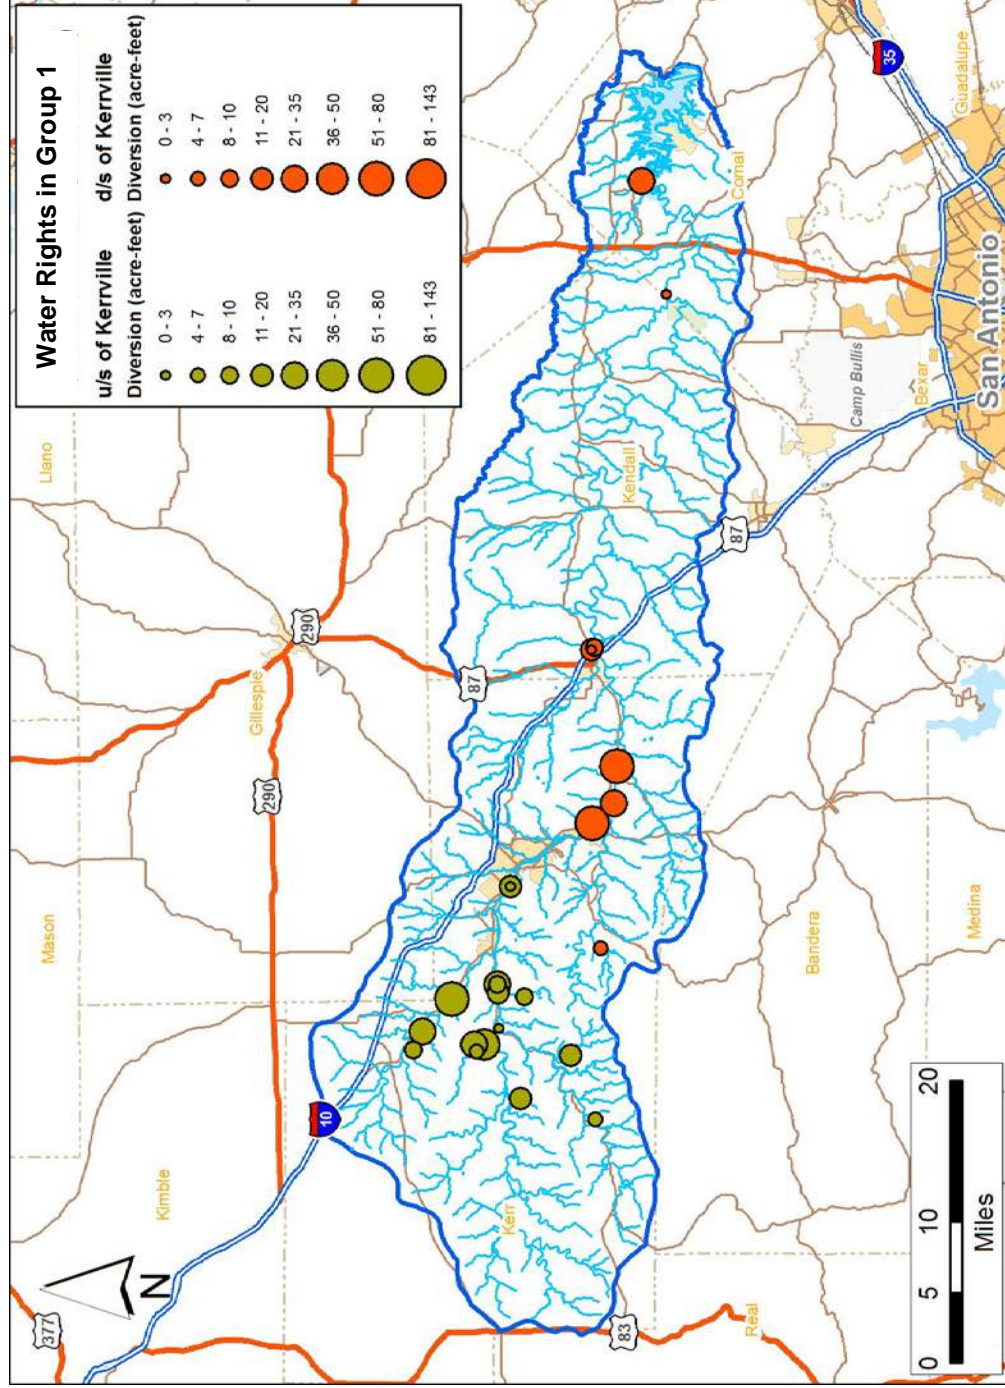 Water Rights in Group 1
u/s of Kerrville
Diversion (acre-feet)
0 - 3
4 - 7
8 - 10
11 - 20
21 - 35
36 - 50
51 - 80
81 - 143
d/s of Kerrville
Diversion (acre-feet)
0 - 3
4 - 7
8 - 10
11 - 20
21 - 35
36 - 50
51 - 80
81 - 143
377
N
Kimble
Mason
Llano
Gillespie
290
290
10
87
Kerr
Kendall
Comal
87
83
Real
Bandera
Medina
Camp Bullis
Bexar
San Antonio
Guadalupe
35
0 5 10 20
Miles